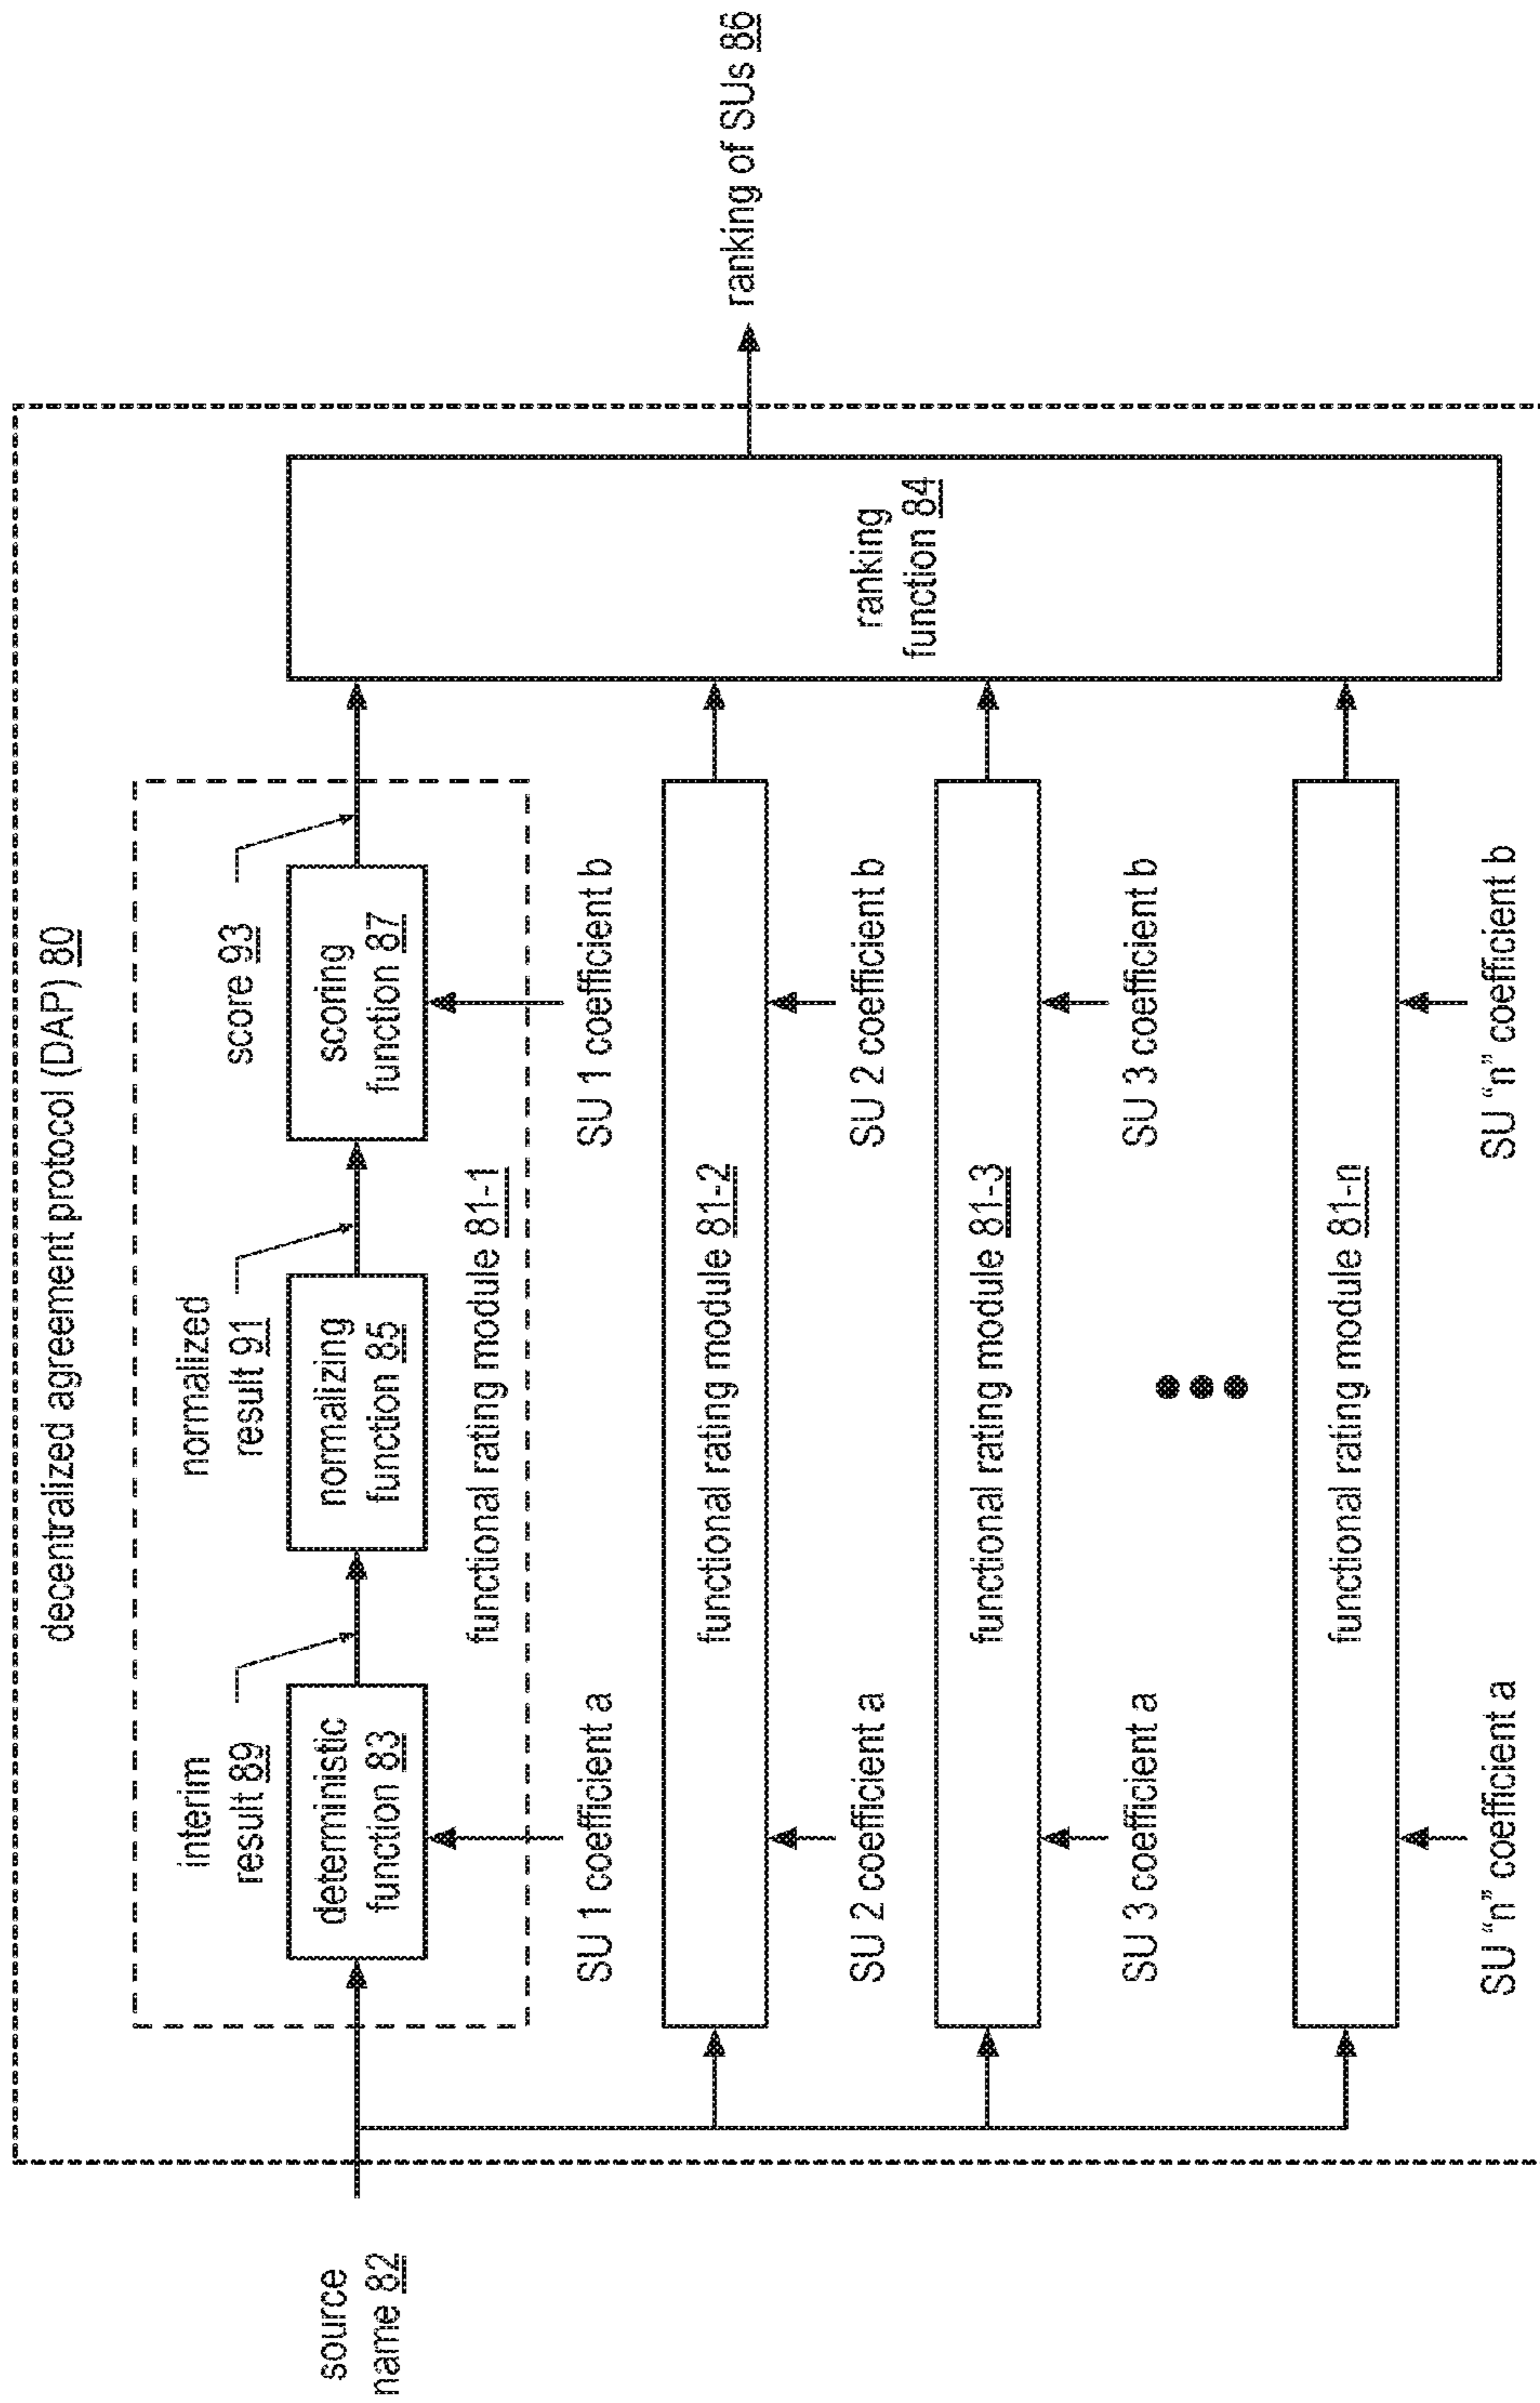 decentralized agreement protocol (DAP) 80
source
name 82
interim
result 89
normalized
result 91
score 93
deterministic
function 83
normalizing
function 85
scoring
function 87
functional rating module 81-1
SU 1 coefficient a
SU 1 coefficient b
functional rating module 81-2
SU 2 coefficient a
SU 2 coefficient b
functional rating module 81-3
SU 3 coefficient a
SU 3 coefficient b
functional rating module 81-n
SU "n" coefficient a
SU "n" coefficient b
ranking
function 84
ranking of SUs 86